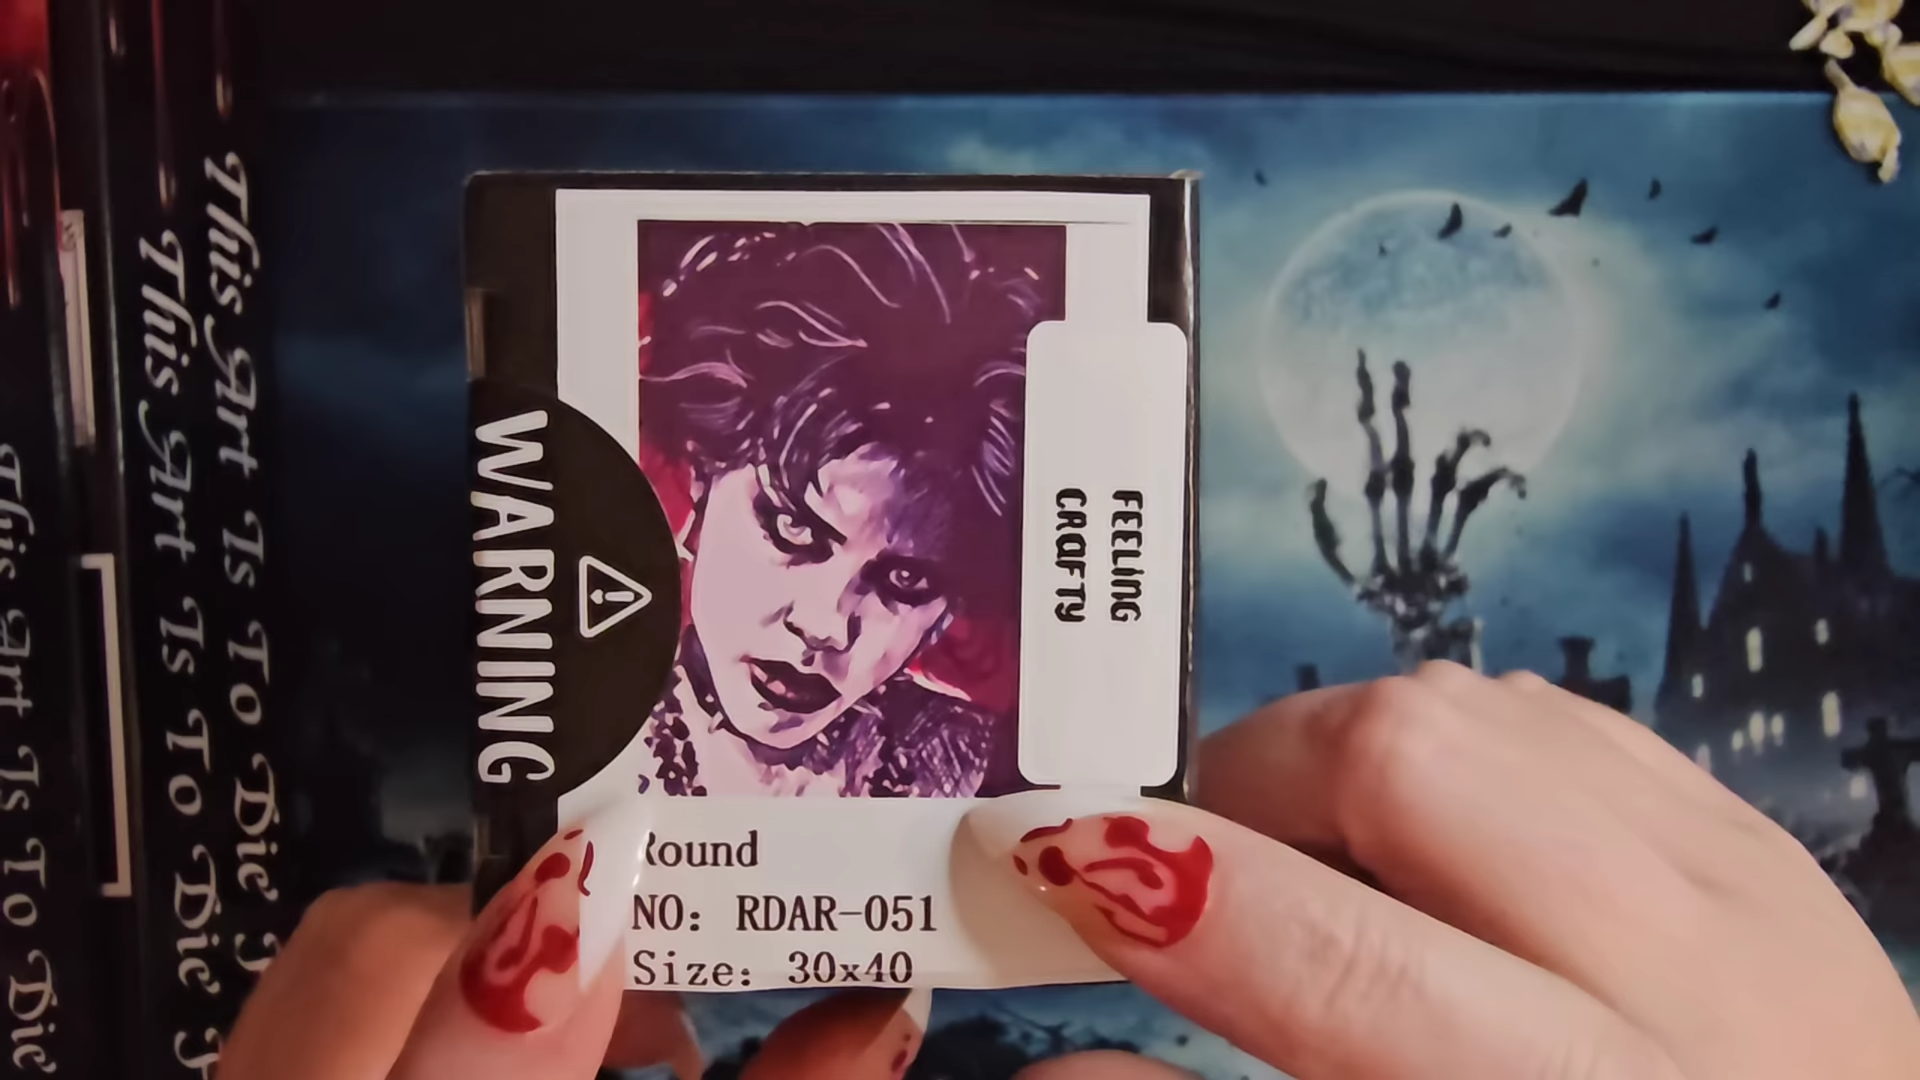 This Art Is To Die
This Art Is To Die
This Art Is To Die
WARNING
FEELING
CRAFTY
Round
NO: RDAR-051
Size: 30x40